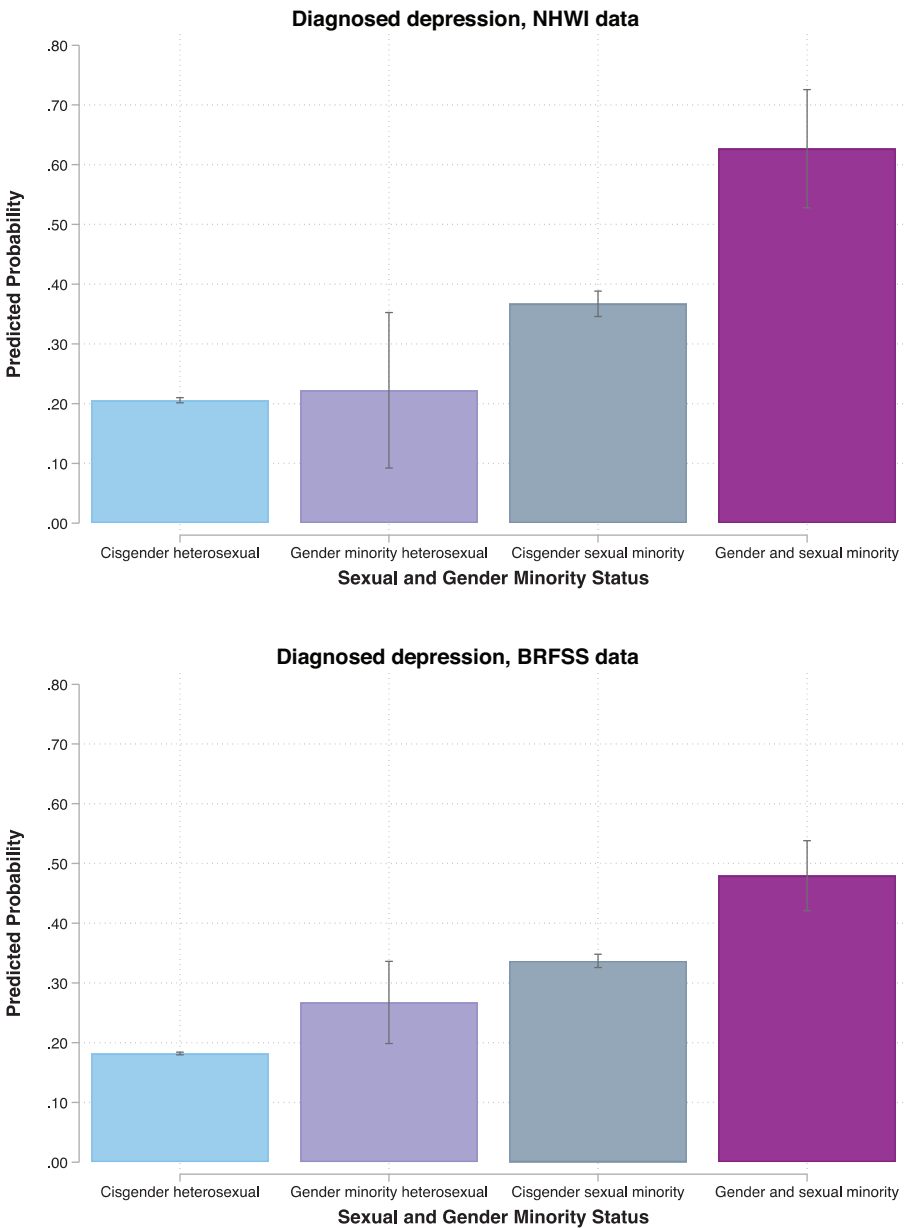 Diagnosed depression, NHWI data
.80
.70
.60
.50
.40
.30
.20
.10
.00
Predicted Probability
Cisgender heterosexual
Gender minority heterosexual
Cisgender sexual minority
Gender and sexual minority
Sexual and Gender Minority Status
Diagnosed depression, BRFSS data
.80
.70
.60
.50
.40
.30
.20
.10
.00
Predicted Probability
Cisgender heterosexual
Gender minority heterosexual
Cisgender sexual minority
Gender and sexual minority
Sexual and Gender Minority Status